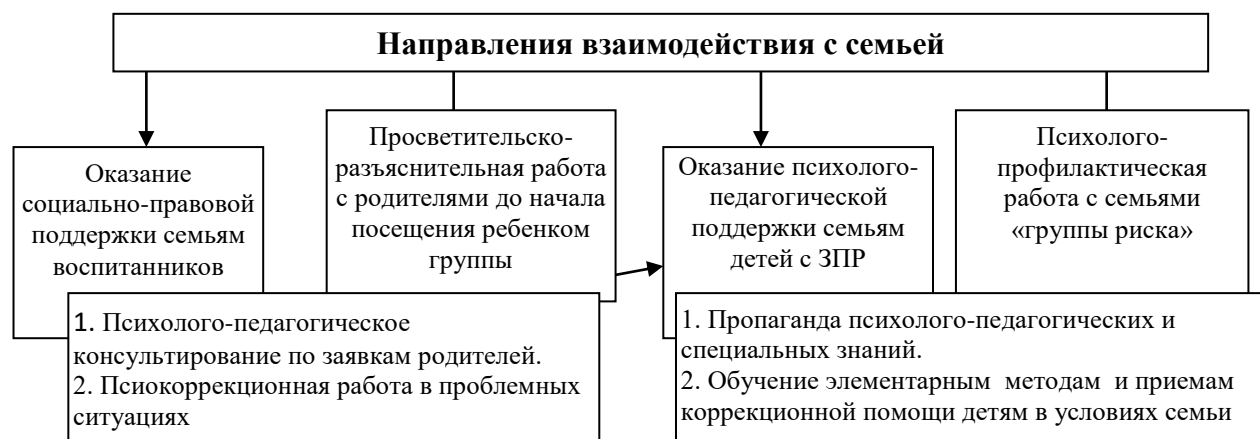 Направления взаимодействия с семьей
Оказание
социально-правовой
поддержки семьям
воспитанников
Просветительско-
разъяснительная работа
с родителями до начала
посещения ребенком
группы
Оказание психолого-
педагогической
поддержки семьям
детей с ЗПР
Психолого-
профилактическая
работа с семьями
«группы риска»
1. Психолого-педагогическое
консультирование по заявкам родителей.
2. Псиокоррекционная работа в проблемных
ситуациях
1. Пропаганда психолого-педагогических и
специальных знаний.
2. Обучение элементарным методам и приемам
коррекционной помощи детям в условиях семьи